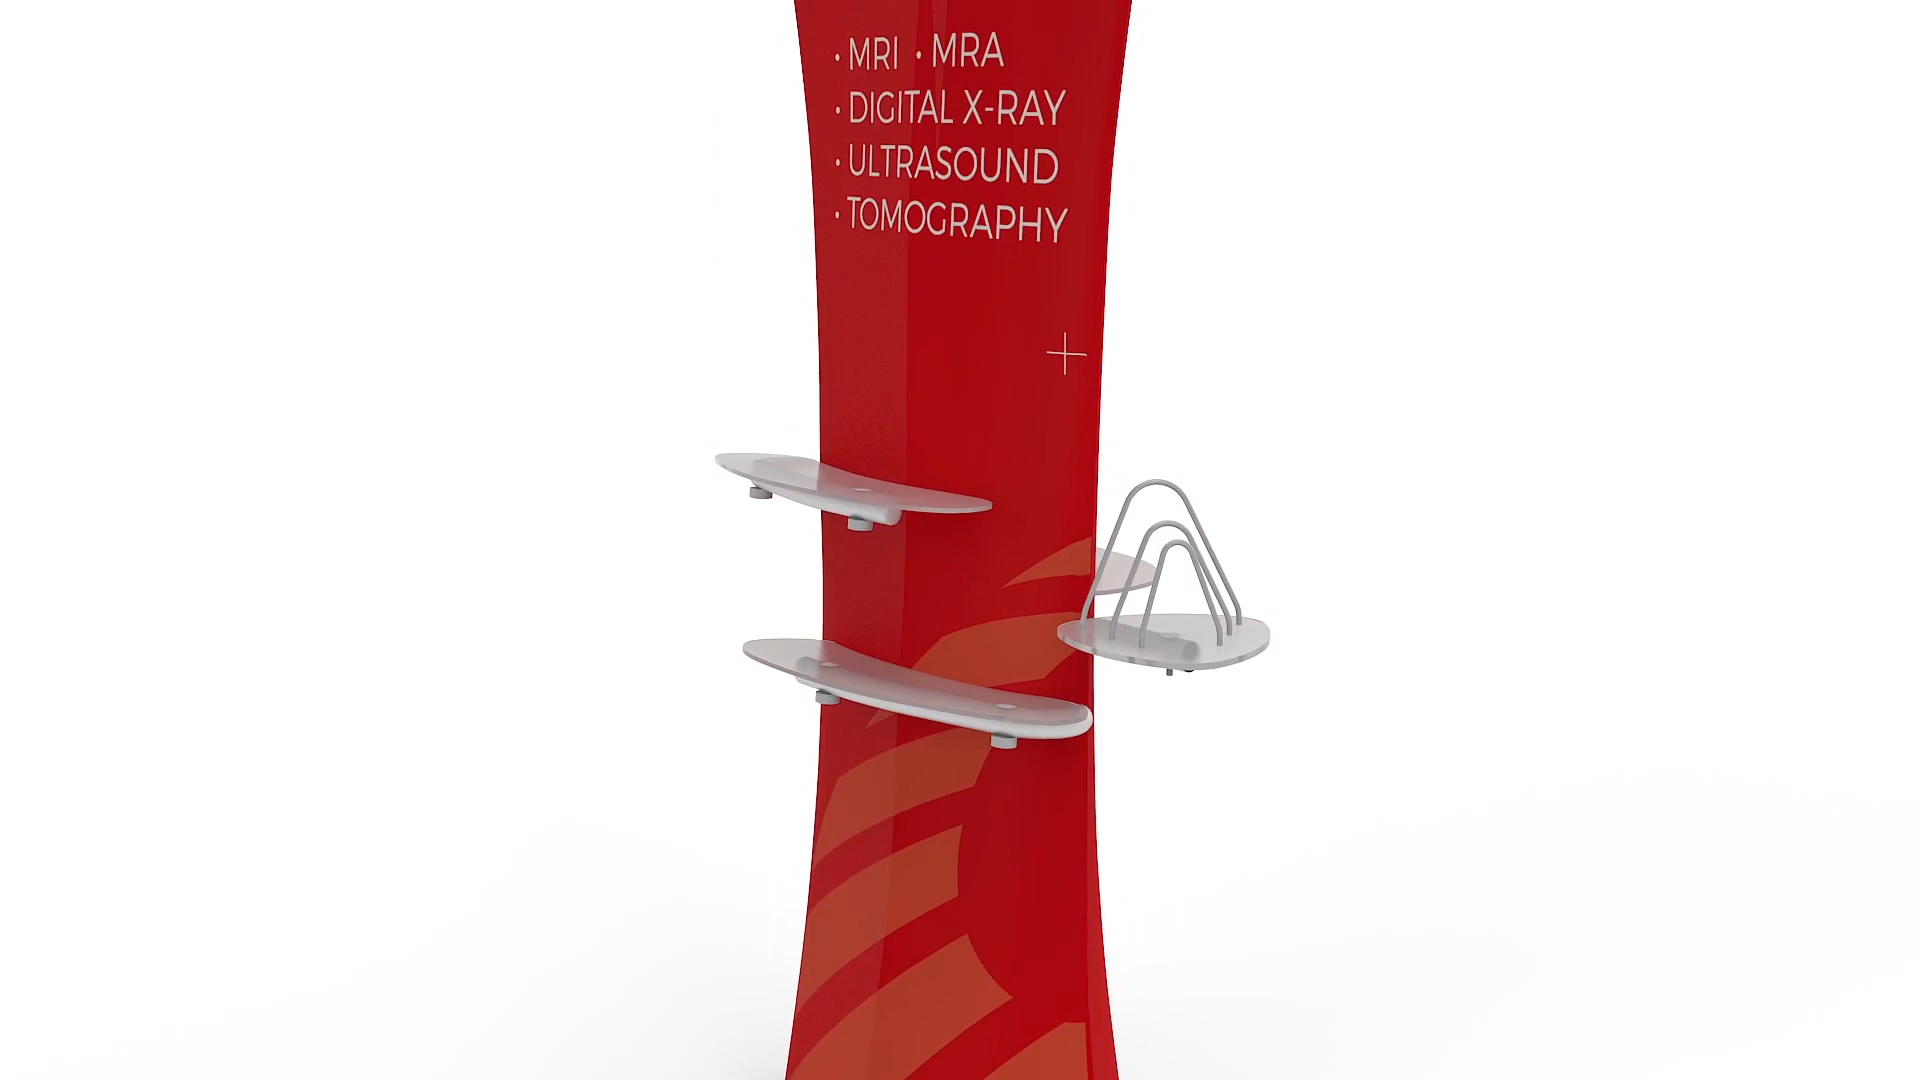 · MRI · MRA
· DIGITAL X-RAY
· ULTRASOUND
· TOMOGRAPHY